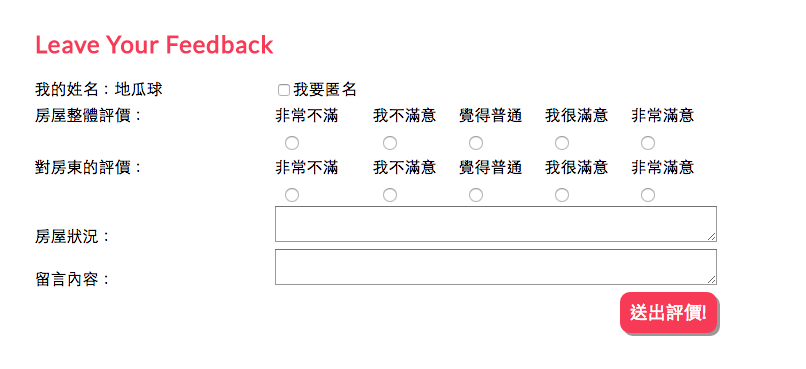 Leave Your Feedback
我的姓名：地瓜球 我要匿名
房屋整體評價： 非常不滿 我不滿意 覺得普通 我很滿意 非常滿意
對房東的評價： 非常不滿 我不滿意 覺得普通 我很滿意 非常滿意
房屋狀況：
留言內容：
送出評價!